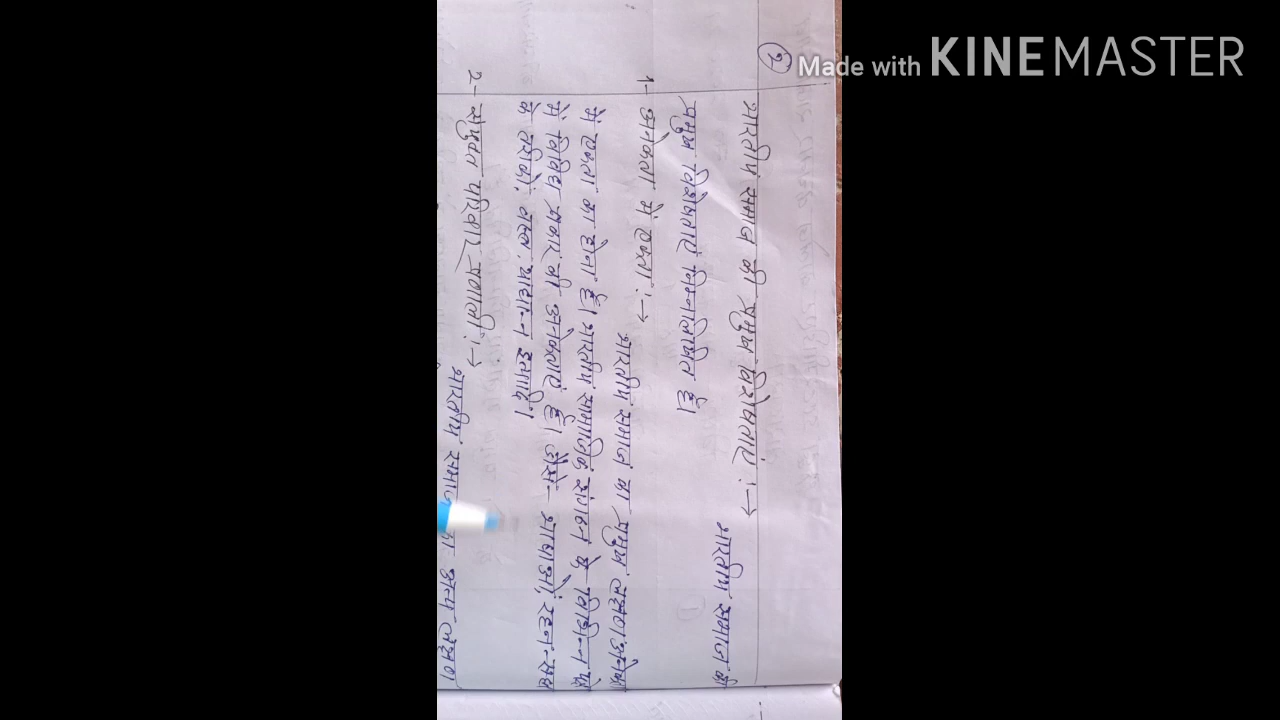 Made with KINEMASTER
2
भारतीय समाज की प्रमुख विशेषताएं :→
भारतीय समाज की
प्रमुख विशेषताएं निम्नलिखित हैं।
1- अनेकता में एकता :→
भारतीय समाज का प्रमुख लक्षण अनेकता
में एकता का होना है। भारतीय सामाजिक संगठन के विभिन्न
में विविध प्रकार की अनेकताएं हैं। जैसे- भाषाओं, रहन-सहन
के तरीकों, वस्त्र, खाद्यान्न इत्यादि।
2- संयुक्त परिवार प्रणाली :→
भारतीय समाज का अन्य लक्षण